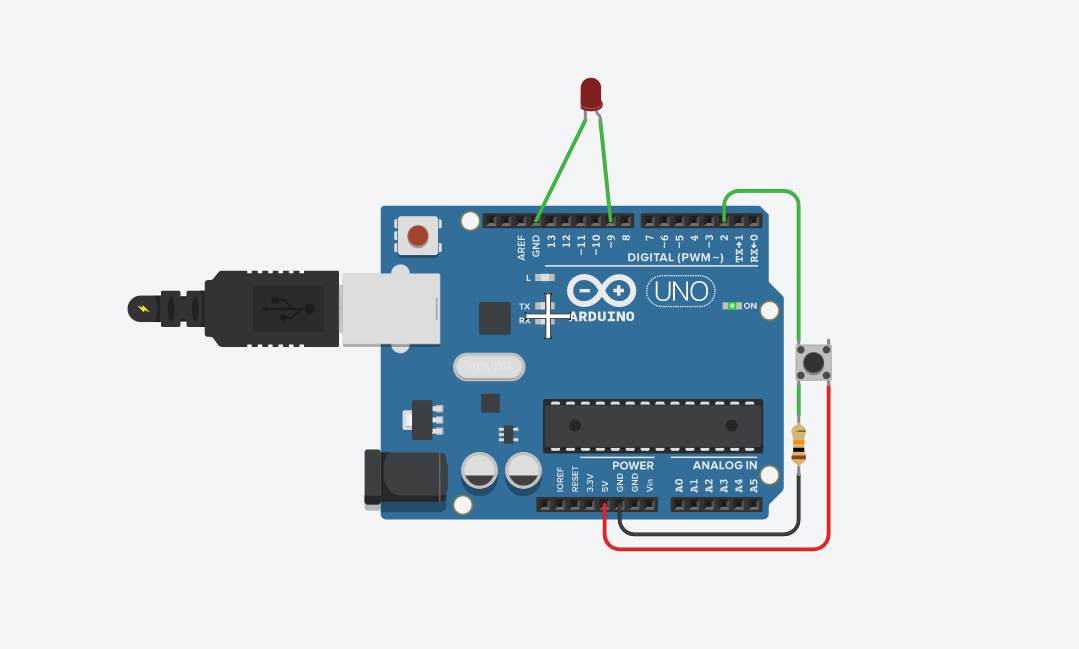 AREF
GND
13
12
~11
~10
~9
8
7
~6
~5
4
~3
2
TX→1
RX←0
DIGITAL (PWM~)
L
TX
RX
ARDUINO
UNO
ON
POWER
ANALOG IN
IOREF
RESET
3.3V
5V
GND
GND
Vin
A0
A1
A2
A3
A4
A5